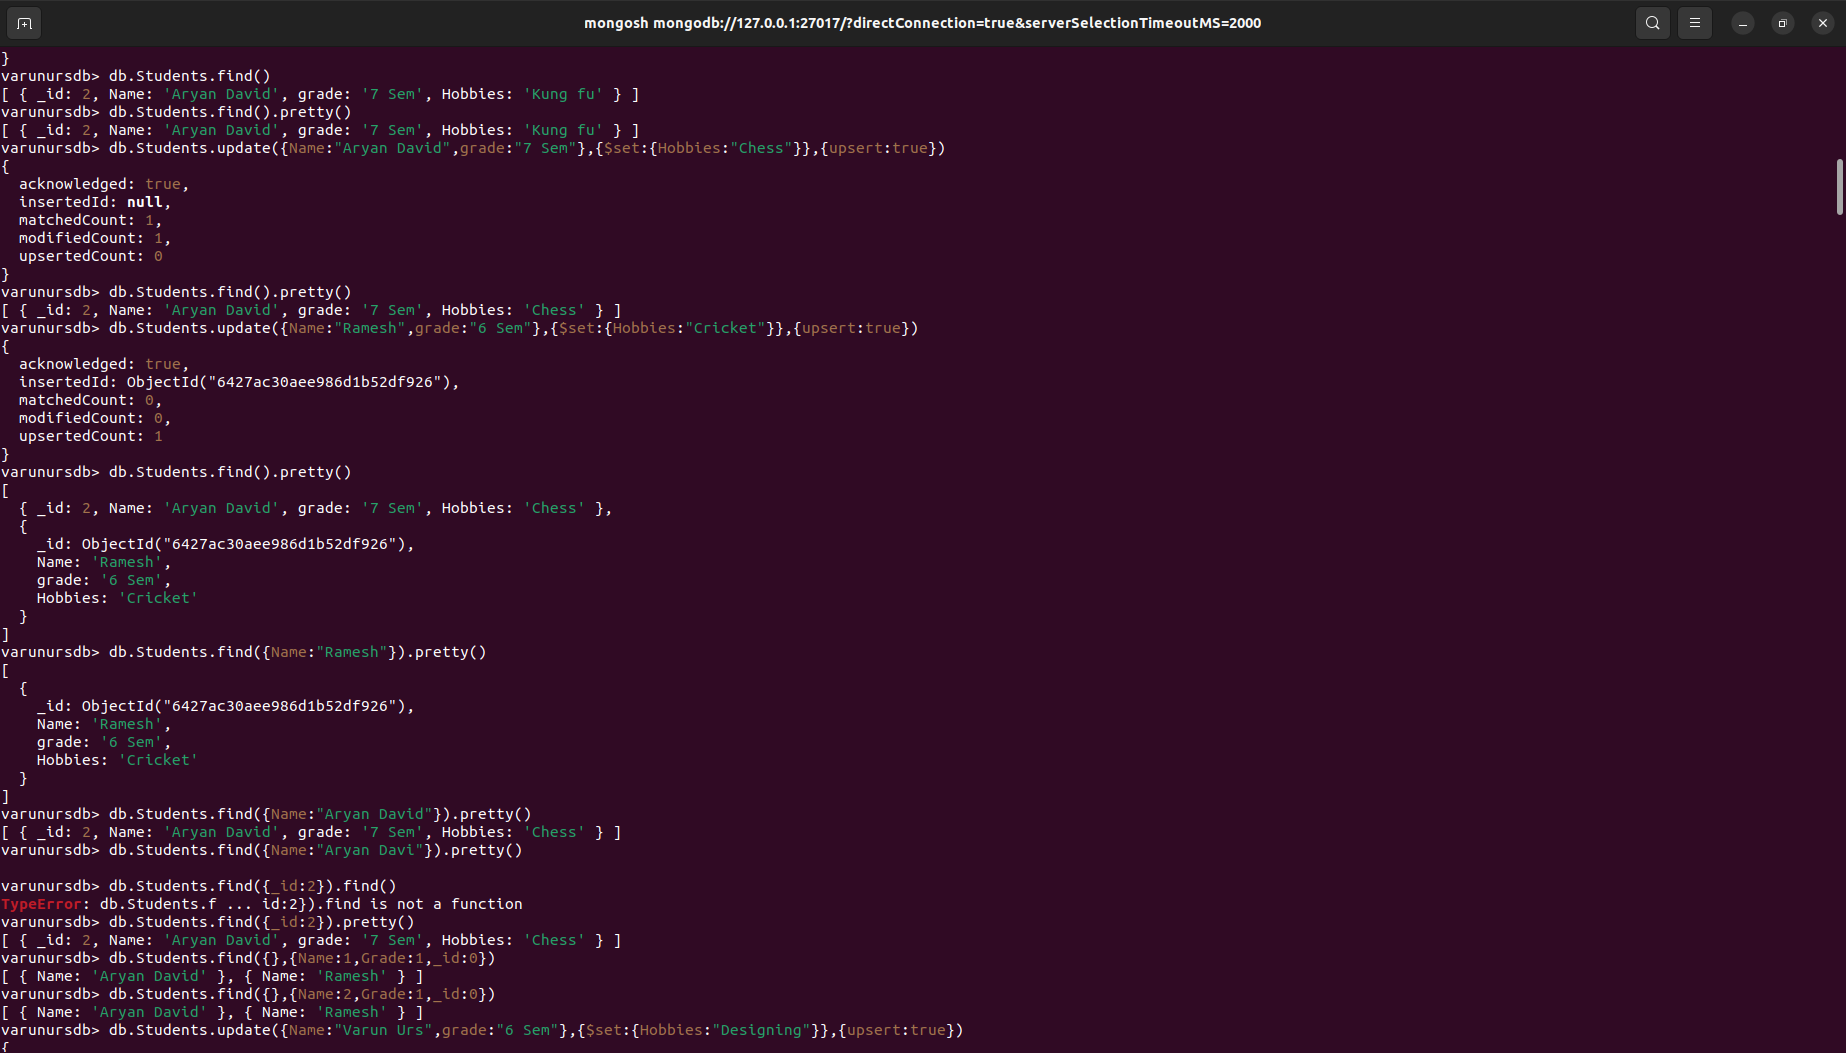 mongosh mongodb://127.0.0.1:27017/?directConnection=true&serverSelectionTimeoutMS=2000
}
varunursdb> db.Students.find()
[ { _id: 2, Name: 'Aryan David', grade: '7 Sem', Hobbies: 'Kung fu' } ]
varunursdb> db.Students.find().pretty()
[ { _id: 2, Name: 'Aryan David', grade: '7 Sem', Hobbies: 'Kung fu' } ]
varunursdb> db.Students.update({Name:"Aryan David",grade:"7 Sem"},{$set:{Hobbies:"Chess"}},{upsert:true})
{
  acknowledged: true,
  insertedId: null,
  matchedCount: 1,
  modifiedCount: 1,
  upsertedCount: 0
}
varunursdb> db.Students.find().pretty()
[ { _id: 2, Name: 'Aryan David', grade: '7 Sem', Hobbies: 'Chess' } ]
varunursdb> db.Students.update({Name:"Ramesh",grade:"6 Sem"},{$set:{Hobbies:"Cricket"}},{upsert:true})
{
  acknowledged: true,
  insertedId: ObjectId("6427ac30aee986d1b52df926"),
  matchedCount: 0,
  modifiedCount: 0,
  upsertedCount: 1
}
varunursdb> db.Students.find().pretty()
[
  { _id: 2, Name: 'Aryan David', grade: '7 Sem', Hobbies: 'Chess' },
  {
    _id: ObjectId("6427ac30aee986d1b52df926"),
    Name: 'Ramesh',
    grade: '6 Sem',
    Hobbies: 'Cricket'
  }
]
varunursdb> db.Students.find({Name:"Ramesh"}).pretty()
[
  {
    _id: ObjectId("6427ac30aee986d1b52df926"),
    Name: 'Ramesh',
    grade: '6 Sem',
    Hobbies: 'Cricket'
  }
]
varunursdb> db.Students.find({Name:"Aryan David"}).pretty()
[ { _id: 2, Name: 'Aryan David', grade: '7 Sem', Hobbies: 'Chess' } ]
varunursdb> db.Students.find({Name:"Aryan Davi"}).pretty()

varunursdb> db.Students.find({_id:2}).find()
TypeError: db.Students.f ... id:2}).find is not a function
varunursdb> db.Students.find({_id:2}).pretty()
[ { _id: 2, Name: 'Aryan David', grade: '7 Sem', Hobbies: 'Chess' } ]
varunursdb> db.Students.find({},{Name:1,Grade:1,_id:0})
[ { Name: 'Aryan David' }, { Name: 'Ramesh' } ]
varunursdb> db.Students.find({},{Name:2,Grade:1,_id:0})
[ { Name: 'Aryan David' }, { Name: 'Ramesh' } ]
varunursdb> db.Students.update({Name:"Varun Urs",grade:"6 Sem"},{$set:{Hobbies:"Designing"}},{upsert:true})
{